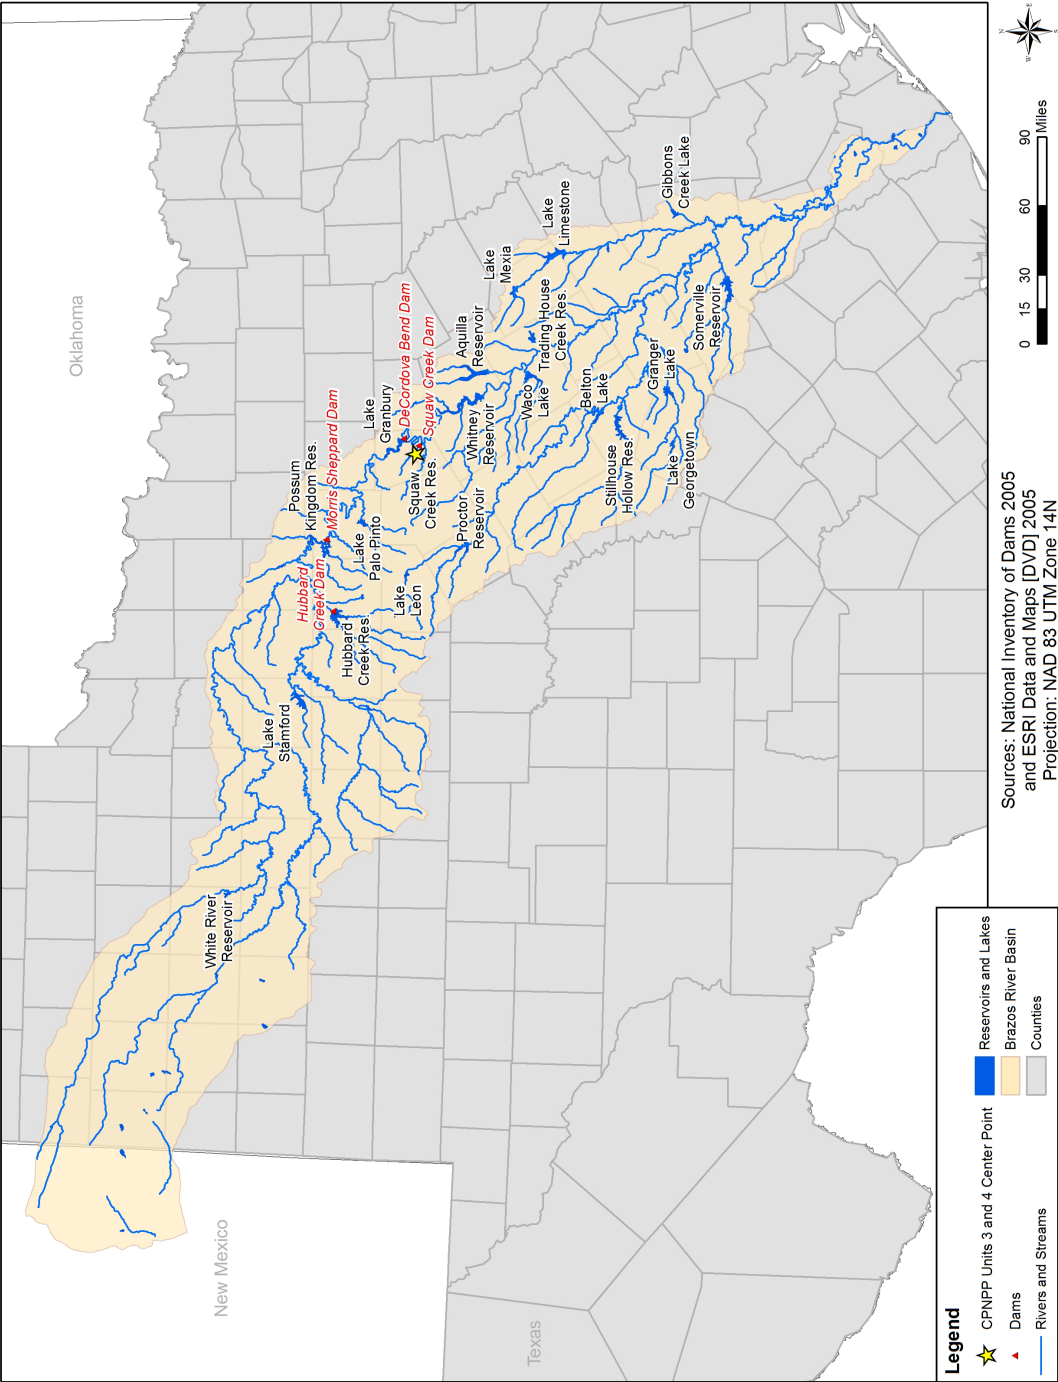 Oklahoma
New Mexico
Texas
White River
Reservoir
Lake
Stamford
Hubbard
Creek Dam
Hubbard
Creek Res.
Possum
Kingdom Res.
Morris Sheppard Dam
Lake
Palo Pinto
Lake
Leon
Lake
Granbury
DeCordova Bend Dam
Squaw Creek Dam
Squaw
Creek Res.
Proctor
Reservoir
Whitney
Reservoir
Aquilla
Reservoir
Lake
Mexia
Lake
Limestone
Trading House
Creek Res.
Waco
Lake
Belton
Lake
Stillhouse
Hollow Res.
Granger
Lake
Lake
Georgetown
Somerville
Reservoir
Gibbons
Creek Lake
Legend
CPNPP Units 3 and 4 Center Point
Dams
Rivers and Streams
Reservoirs and Lakes
Brazos River Basin
Counties
Sources: National Inventory of Dams 2005
and ESRI Data and Maps [DVD] 2005
Projection: NAD 83 UTM Zone 14N
0 15 30 60 90
Miles
N
E
S
W